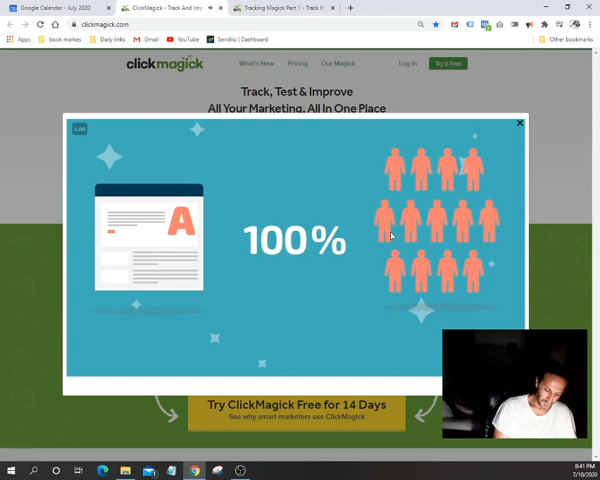 Google Calendar - July 2020
ClickMagick - Track And Imp
Tracking Magick Part 1 - Track It
clickmagick.com
Apps
book markes
Daily links
Gmail
YouTube
Sendiio | Dashboard
Other bookmarks
clickmagick
What's New
Pricing
Our Magick
Log In
Try It Free
Track, Test & Improve
All Your Marketing, All In One Place
A
100%
Try ClickMagick Free for 14 Days
See why smart marketers use ClickMagick
8:41 PM
7/10/2020